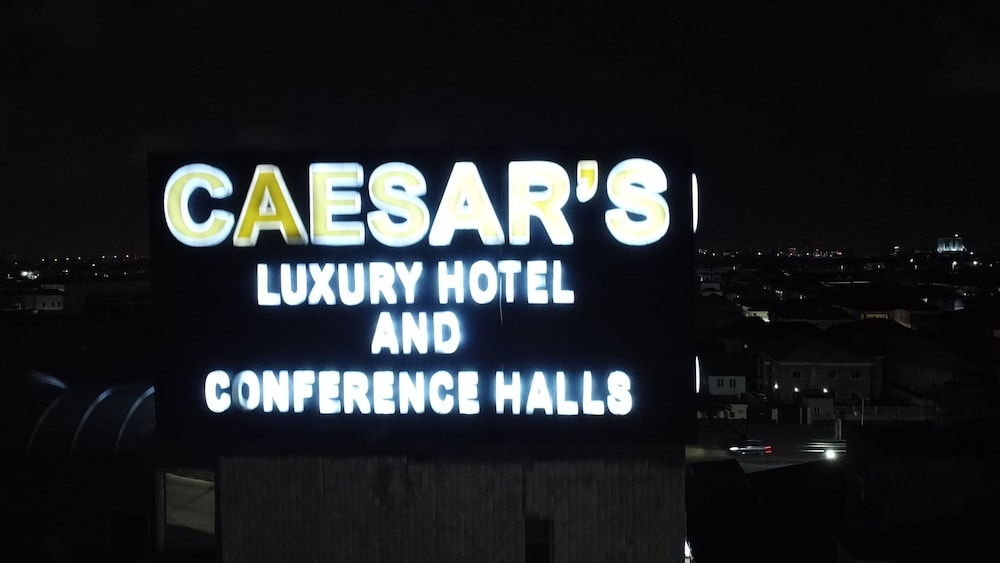 CAESAR'S
LUXURY HOTEL
AND
CONFERENCE HALLS